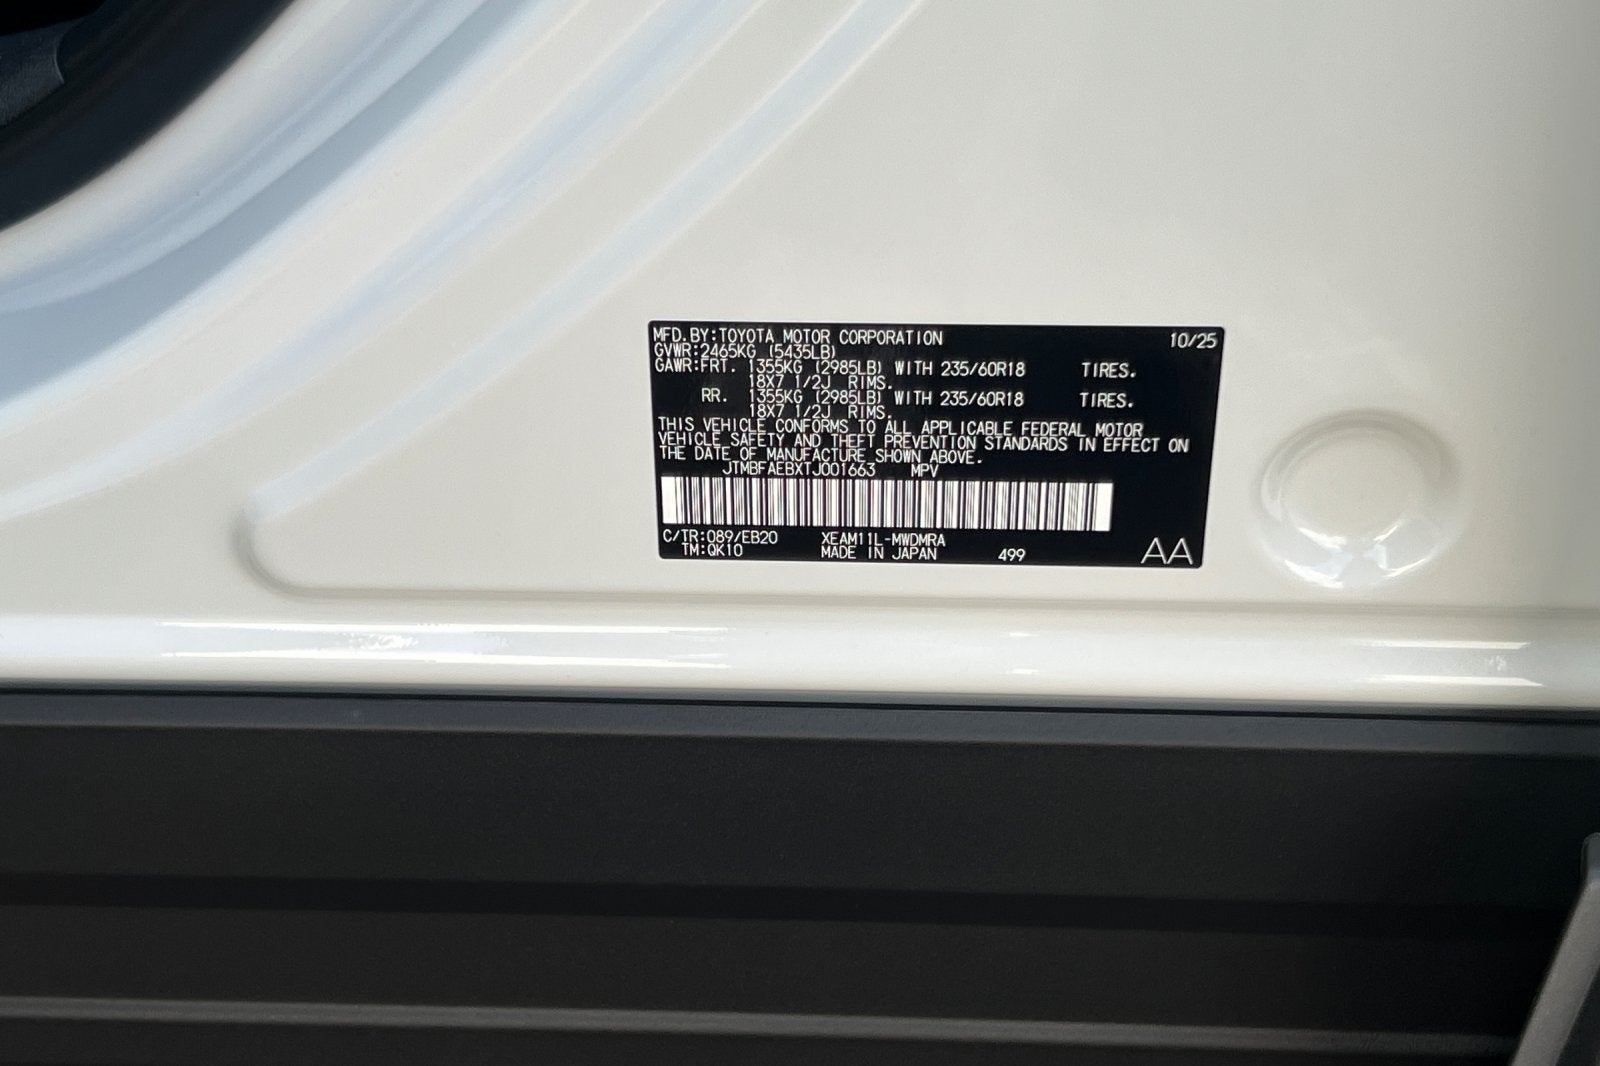 MFD.BY:TOYOTA MOTOR CORPORATION 10/25
GVWR:2465KG (5435LB)
GAWR:FRT. 1355KG (2985LB) WITH 235/60R18 TIRES.
18X7 1/2J RIMS.
RR. 1355KG (2985LB) WITH 235/60R18 TIRES.
18X7 1/2J RIMS.
THIS VEHICLE CONFORMS TO ALL APPLICABLE FEDERAL MOTOR
VEHICLE SAFETY AND THEFT PREVENTION STANDARDS IN EFFECT ON
THE DATE OF MANUFACTURE SHOWN ABOVE.
JTMBFAEBXTJ001663 MPV
C/TR:089/EB20 XEAM11L-MWDMRA
TM:QK10 MADE IN JAPAN 499 AA